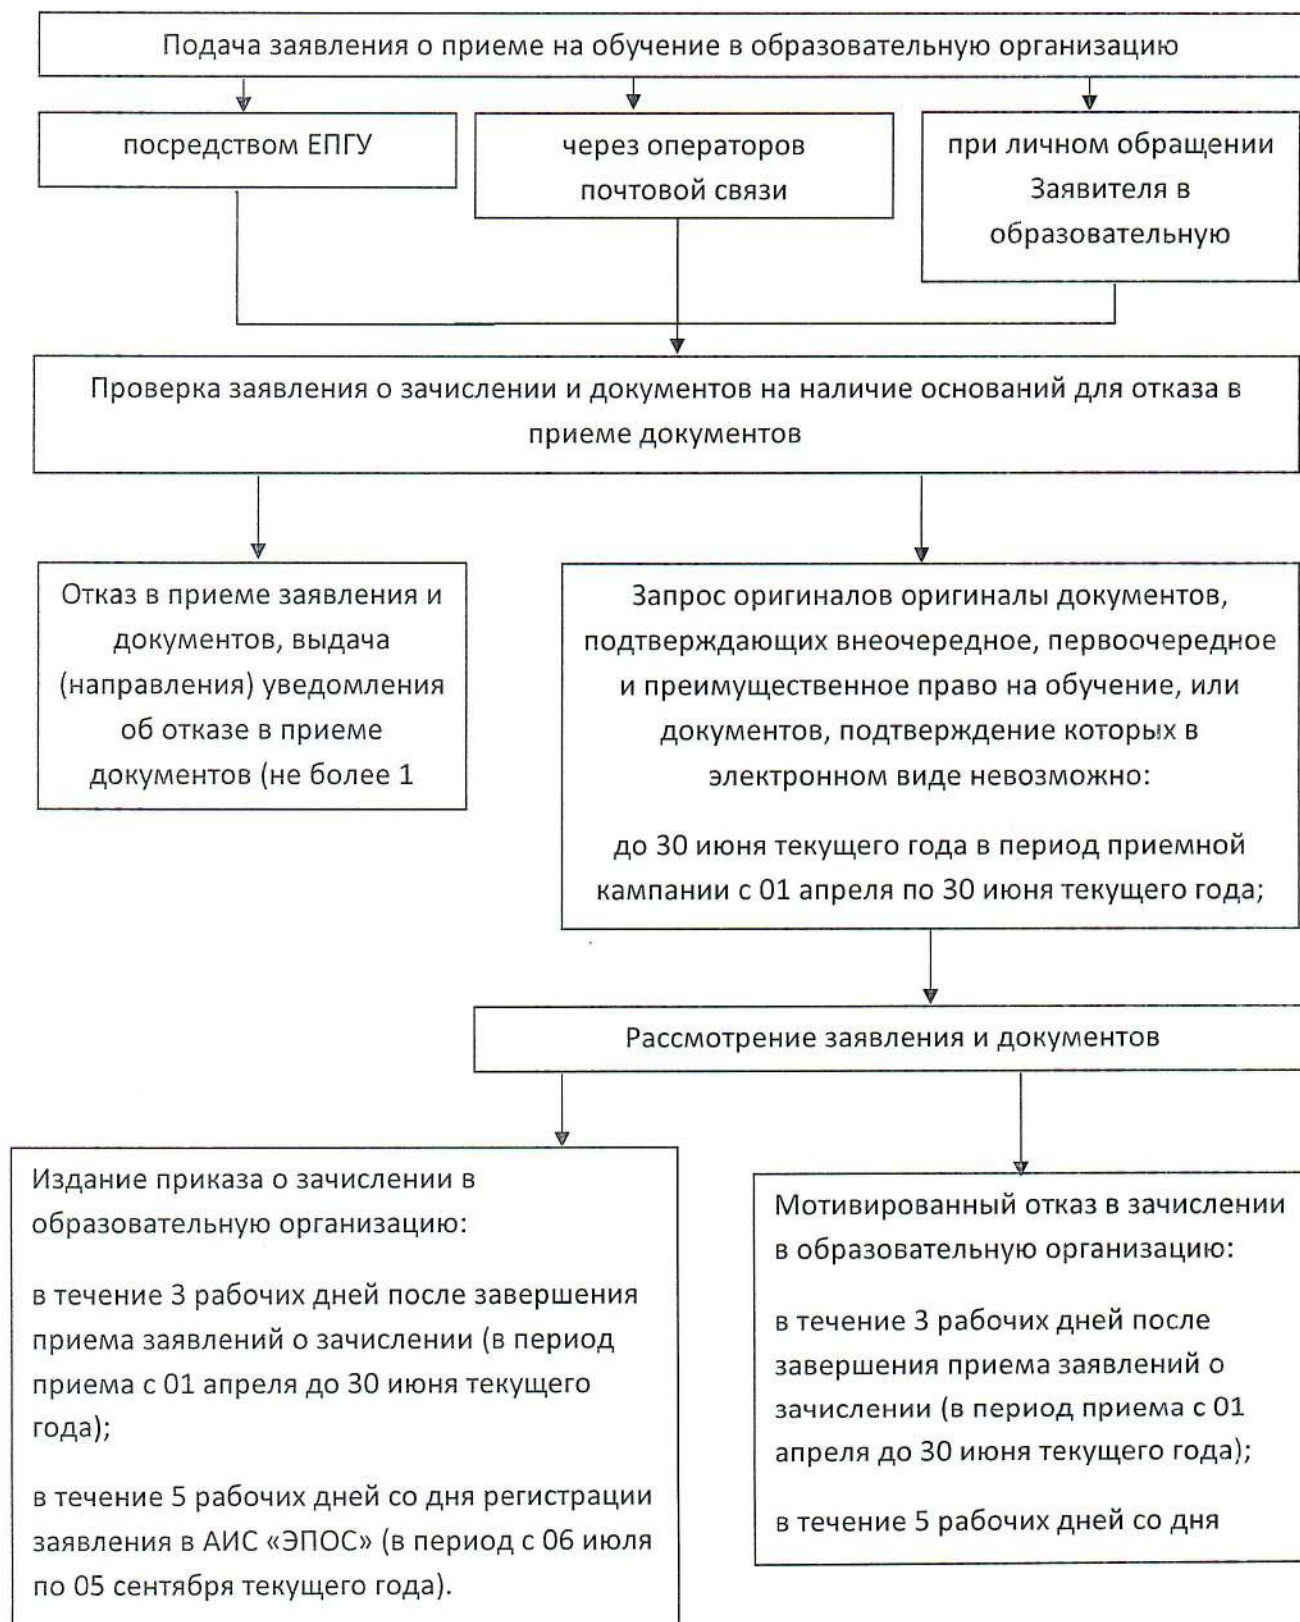 Подача заявления о приеме на обучение в образовательную организацию
посредством ЕПГУ
через операторов
почтовой связи
при личном обращении
Заявителя в
образовательную
Проверка заявления о зачислении и документов на наличие оснований для отказа в
приеме документов
Отказ в приеме заявления и
документов, выдача
(направления) уведомления
об отказе в приеме
документов (не более 1
Запрос оригиналов оригиналы документов,
подтверждающих внеочередное, первоочередное
и преимущественное право на обучение, или
документов, подтверждение которых в
электронном виде невозможно:
до 30 июня текущего года в период приемной
кампании с 01 апреля по 30 июня текущего года;
Рассмотрение заявления и документов
Издание приказа о зачислении в
образовательную организацию:
в течение 3 рабочих дней после завершения
приема заявлений о зачислении (в период
приема с 01 апреля до 30 июня текущего
года);
в течение 5 рабочих дней со дня регистрации
заявления в АИС «ЭПОС» (в период с 06 июля
по 05 сентября текущего года).
Мотивированный отказ в зачислении
в образовательную организацию:
в течение 3 рабочих дней после
завершения приема заявлений о
зачислении (в период приема с 01
апреля до 30 июня текущего года);
в течение 5 рабочих дней со дня